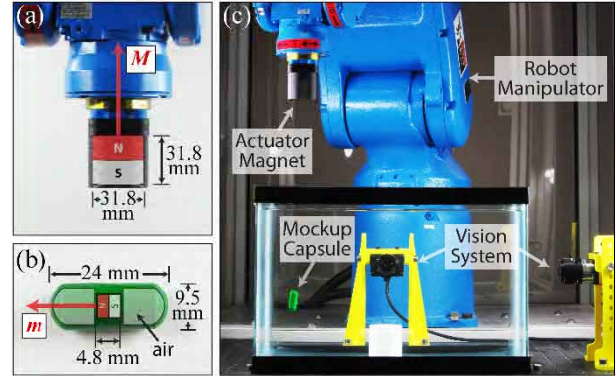 (a)
M
N
S
31.8
mm
31.8
mm
(b)
24 mm
m
N
S
9.5
mm
air
4.8 mm
(c)
Robot
Manipulator
Actuator
Magnet
Mockup
Capsule
Vision
System